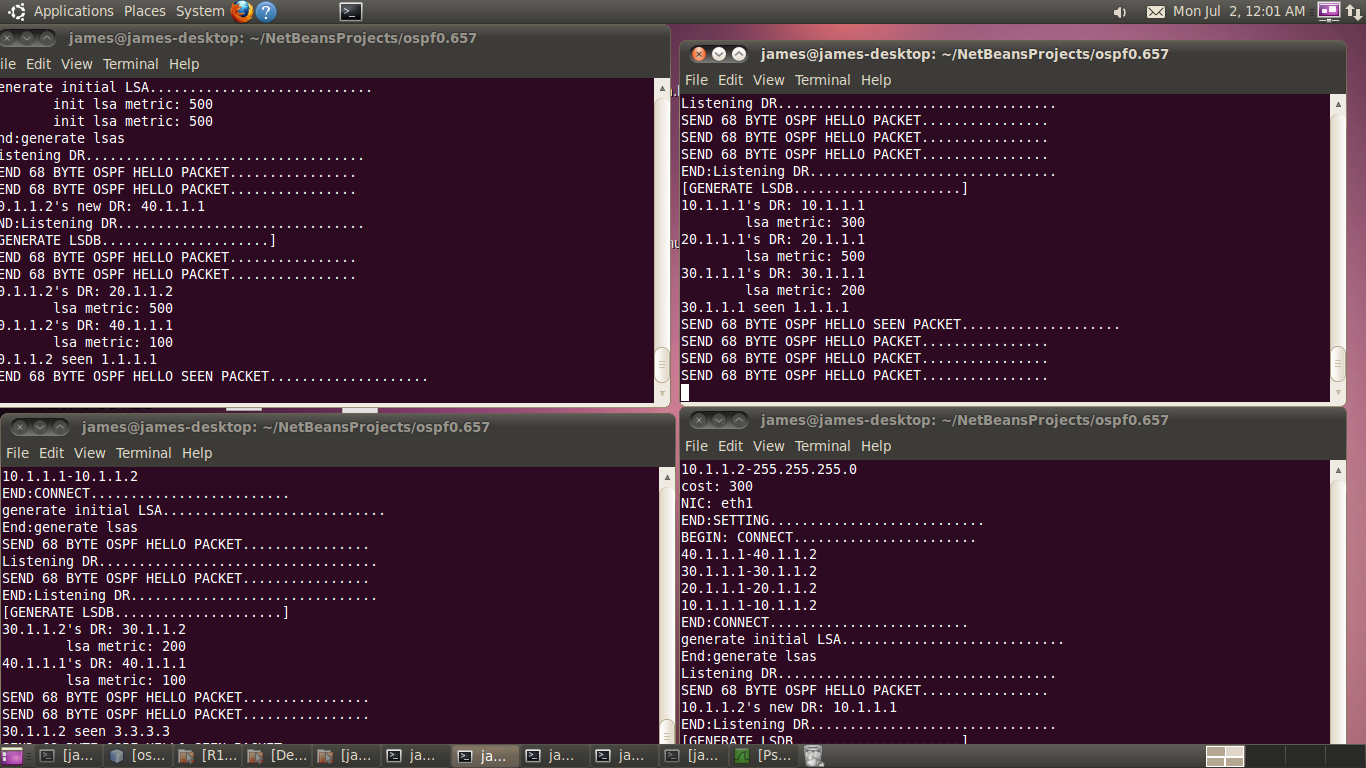 Applications Places System Mon Jul 2, 12:01 AM
james@james-desktop: ~/NetBeansProjects/ospf0.657
ile Edit View Terminal Help
enerate initial LSA............................
init lsa metric: 500
init lsa metric: 500
nd:generate lsas
istening DR...................................
END 68 BYTE OSPF HELLO PACKET................
END 68 BYTE OSPF HELLO PACKET................
0.1.1.2's new DR: 40.1.1.1
ND:Listening DR...............................
GENERATE LSDB.....................]
END 68 BYTE OSPF HELLO PACKET................
END 68 BYTE OSPF HELLO PACKET................
0.1.1.2's DR: 20.1.1.2
lsa metric: 500
0.1.1.2's DR: 40.1.1.1
lsa metric: 100
0.1.1.2 seen 1.1.1.1
END 68 BYTE OSPF HELLO SEEN PACKET....................
james@james-desktop: ~/NetBeansProjects/ospf0.657
File Edit View Terminal Help
Listening DR...................................
SEND 68 BYTE OSPF HELLO PACKET................
SEND 68 BYTE OSPF HELLO PACKET................
SEND 68 BYTE OSPF HELLO PACKET................
END:Listening DR...............................
[GENERATE LSDB.....................]
10.1.1.1's DR: 10.1.1.1
lsa metric: 300
20.1.1.1's DR: 20.1.1.1
lsa metric: 500
30.1.1.1's DR: 30.1.1.1
lsa metric: 200
30.1.1.1 seen 1.1.1.1
SEND 68 BYTE OSPF HELLO SEEN PACKET....................
SEND 68 BYTE OSPF HELLO PACKET................
SEND 68 BYTE OSPF HELLO PACKET................
SEND 68 BYTE OSPF HELLO PACKET................
james@james-desktop: ~/NetBeansProjects/ospf0.657
File Edit View Terminal Help
10.1.1.1-10.1.1.2
END:CONNECT.........................
generate initial LSA............................
End:generate lsas
SEND 68 BYTE OSPF HELLO PACKET................
Listening DR...................................
SEND 68 BYTE OSPF HELLO PACKET................
END:Listening DR...............................
[GENERATE LSDB.....................]
30.1.1.2's DR: 30.1.1.2
lsa metric: 200
40.1.1.1's DR: 40.1.1.1
lsa metric: 100
SEND 68 BYTE OSPF HELLO PACKET................
SEND 68 BYTE OSPF HELLO PACKET................
30.1.1.2 seen 3.3.3.3
james@james-desktop: ~/NetBeansProjects/ospf0.657
File Edit View Terminal Help
10.1.1.2-255.255.255.0
cost: 300
NIC: eth1
END:SETTING...........................
BEGIN: CONNECT.......................
40.1.1.1-40.1.1.2
30.1.1.1-30.1.1.2
20.1.1.1-20.1.1.2
10.1.1.1-10.1.1.2
END:CONNECT.........................
generate initial LSA............................
End:generate lsas
Listening DR...................................
SEND 68 BYTE OSPF HELLO PACKET................
10.1.1.2's new DR: 10.1.1.1
END:Listening DR...............................
[GENERATE LSDB.....................]
[ja... [os... [R1... [De... [ja... ja... ja... ja... ja... [ja... [Ps...